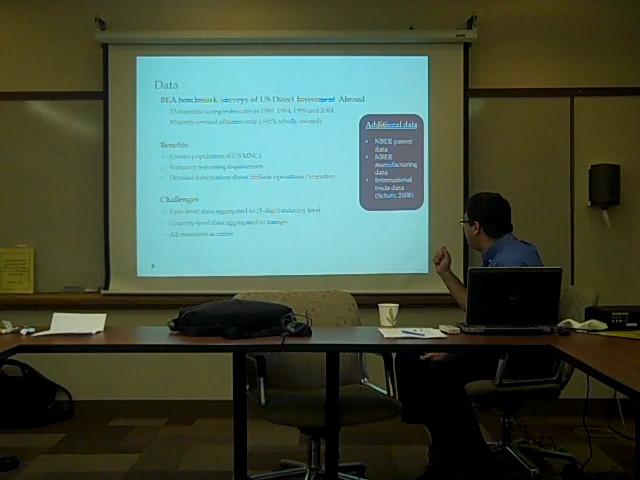 Data
BEA benchmark surveys of US Direct Investment Abroad
53 manufacturing industries in 1989, 1994, 1999 and 2004
Majority-owned affiliates only (>90% wholly owned)
Benefits
Covers population of US MNCs
Statutory reporting requirement
Detailed information about affiliate operations / transfers
Challenges
Firm-level data aggregated to (3-digit) industry level
Country-level data aggregated to
All measures as ratios
Additional data
• NBER patent
data
• NBER
manufacturing
data
• International
trade data
(Schott, 2008)